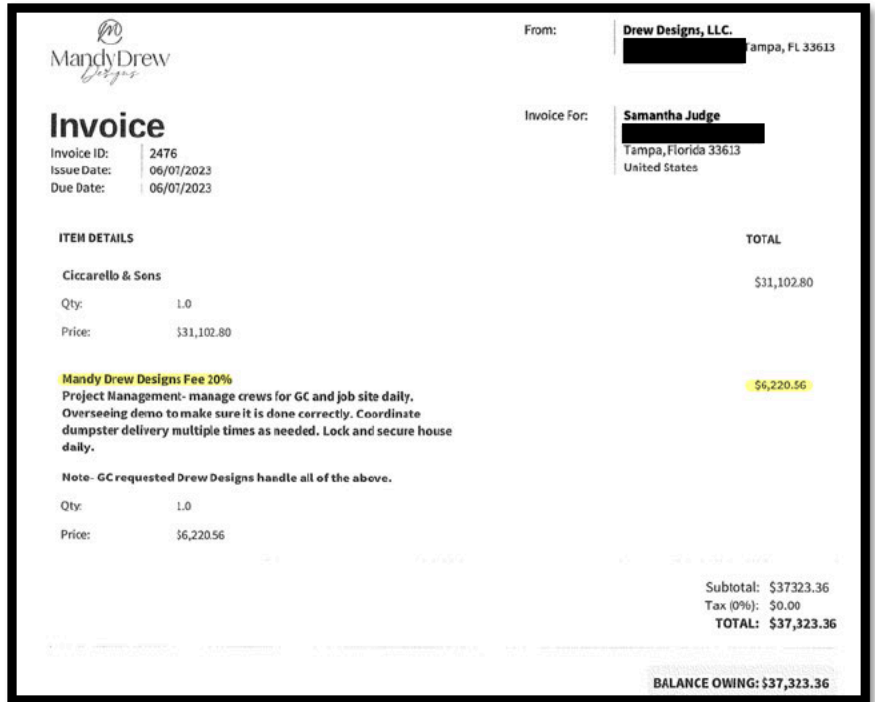 MandyDrew
Designs
From:
Drew Designs, LLC.
Tampa, FL 33613
Invoice
Invoice For:
Samantha Judge
Tampa, Florida 33613
United States
Invoice ID: 2476
Issue Date: 06/07/2023
Due Date: 06/07/2023
ITEM DETAILS TOTAL
Ciccarello & Sons $31,102.80
Qty: 1.0
Price: $31,102.80
Mandy Drew Designs Fee 20% $6,220.56
Project Management- manage crews for GC and job site daily.
Overseeing demo to make sure it is done correctly. Coordinate
dumpster delivery multiple times as needed. Lock and secure house
daily.
Note- GC requested Drew Designs handle all of the above.
Qty: 1.0
Price: $6,220.56
Subtotal: $37323.36
Tax (0%): $0.00
TOTAL: $37,323.36
BALANCE OWING: $37,323.36